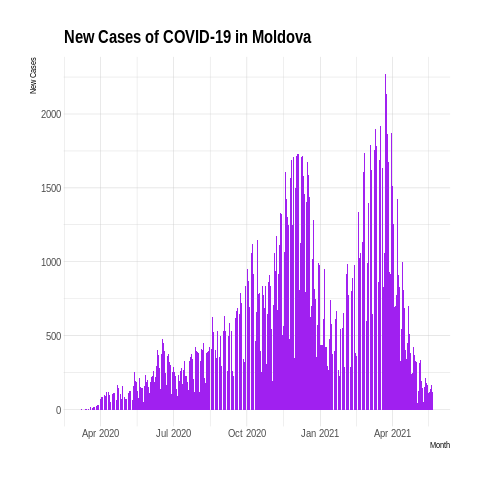 New Cases of COVID-19 in Moldova
New Cases
2000
1500
1000
500
0
Apr 2020 Jul 2020 Oct 2020 Jan 2021 Apr 2021
Month